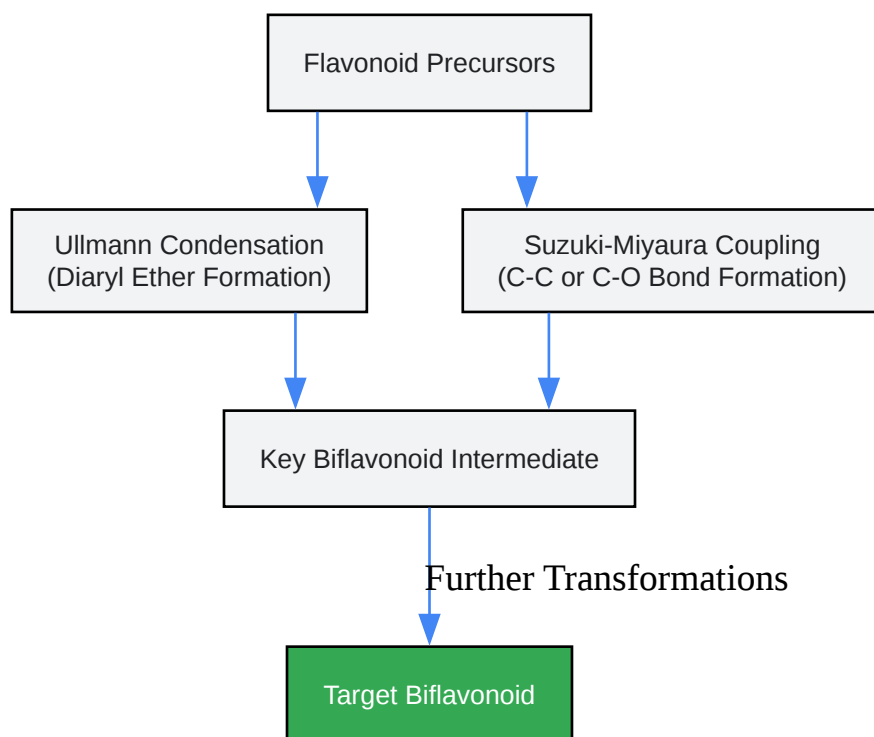 Flavonoid Precursors
Ullmann Condensation
(Diaryl Ether Formation)
Suzuki-Miyaura Coupling
(C-C or C-O Bond Formation)
Key Biflavonoid Intermediate
Further Transformations
Target Biflavonoid